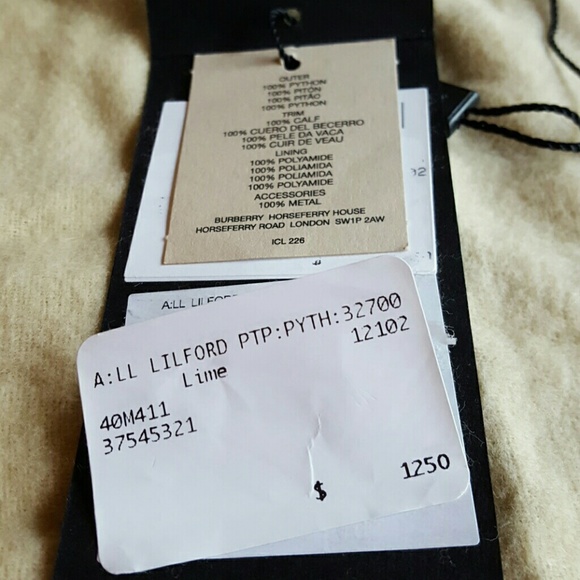 OUTER
100% PYTHON
100% PITÓN
100% PITÃO
100% PYTHON
TRIM
100% CALF
100% CUERO DEL BECERRO
100% PELE DA VACA
100% CUIR DE VEAU
LINING
100% POLYAMIDE
100% POLIAMIDA
100% POLIAMIDA
100% POLYAMIDE
ACCESSORIES
100% METAL
BURBERRY HORSEFERRY HOUSE
HORSEFERRY ROAD LONDON SW1P 2AW
ICL 226
A:LL LILFORD
A:LL LILFORD PTP:PYTH:32700
12102
Lime
40M411
37545321
$ 1250